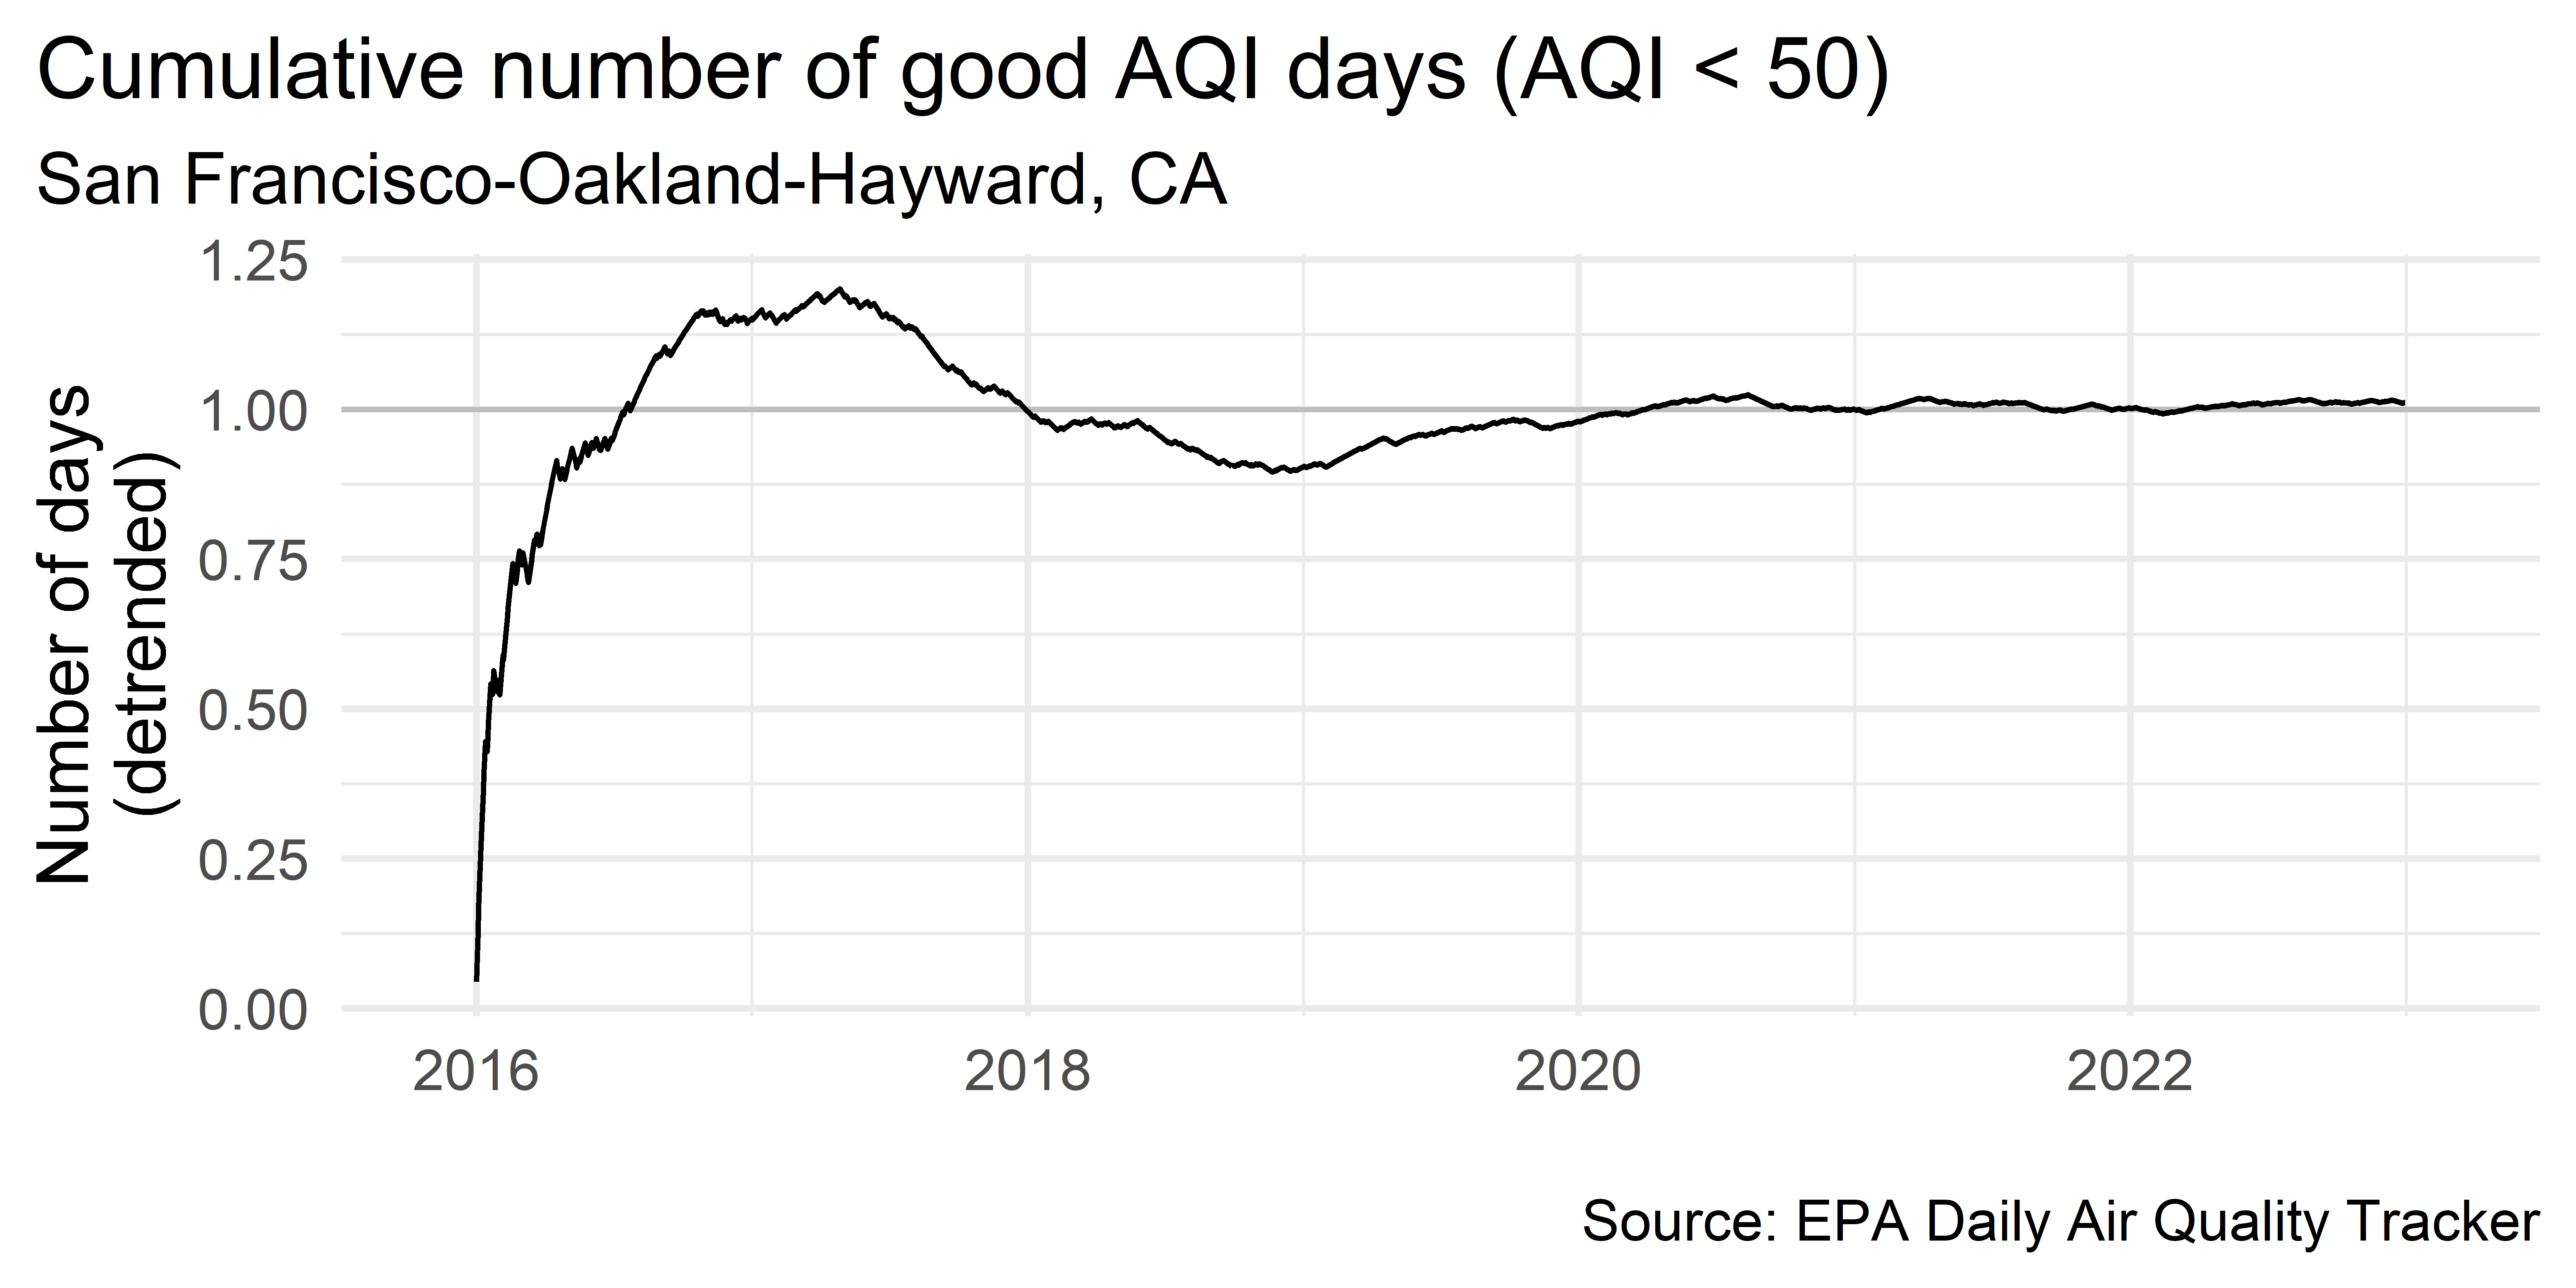 Cumulative number of good AQI days (AQI < 50)
San Francisco-Oakland-Hayward, CA
Number of days
(detrended)
1.25
1.00
0.75
0.50
0.25
0.00
2016
2018
2020
2022
Source: EPA Daily Air Quality Tracker